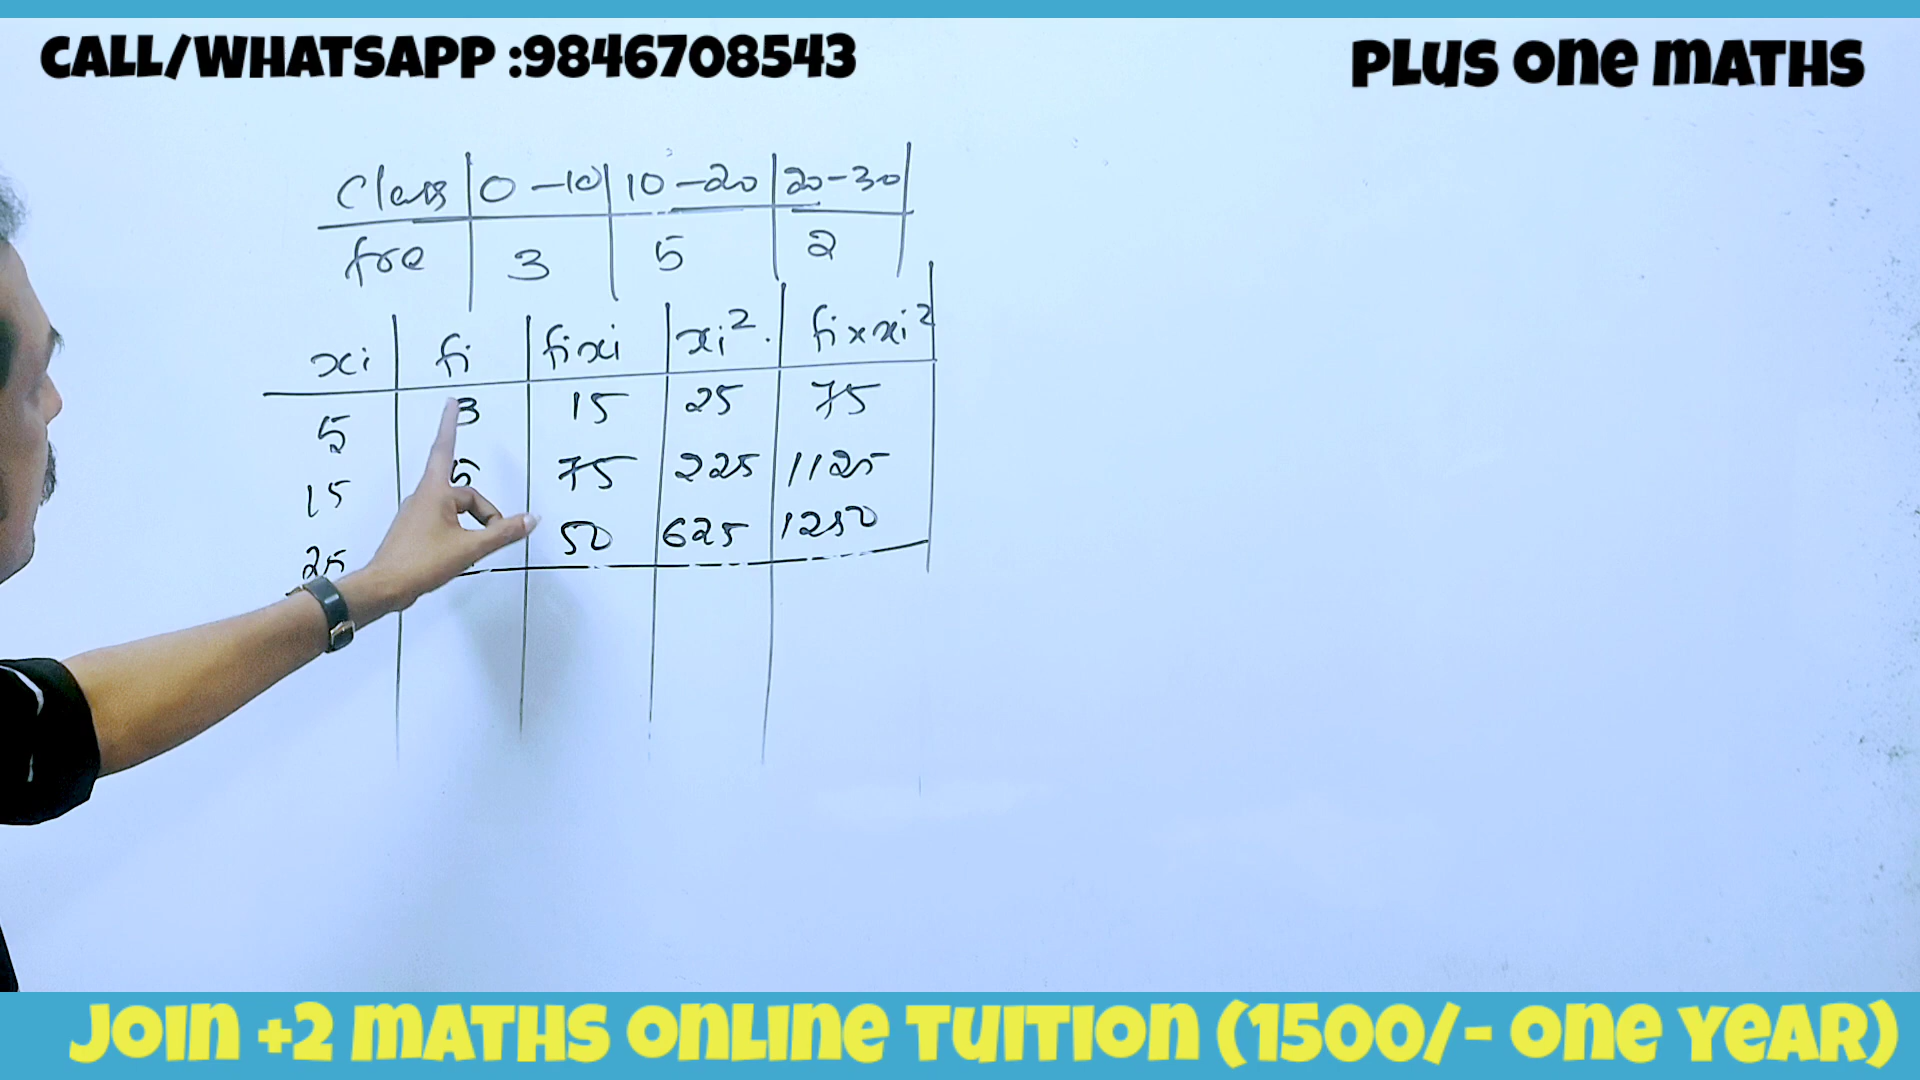 CALL/WHATSAPP :9846708543
PLUS ONE MATHS
Class 0-10 10-20 20-30
fre 3 5 2
xi fi fixi xi². fi×xi²
5 3 15 25 75
15 5 75 225 1125
25 50 625 1250
JOIN +2 MATHS ONLINE TUITION (1500/- ONE YEAR)